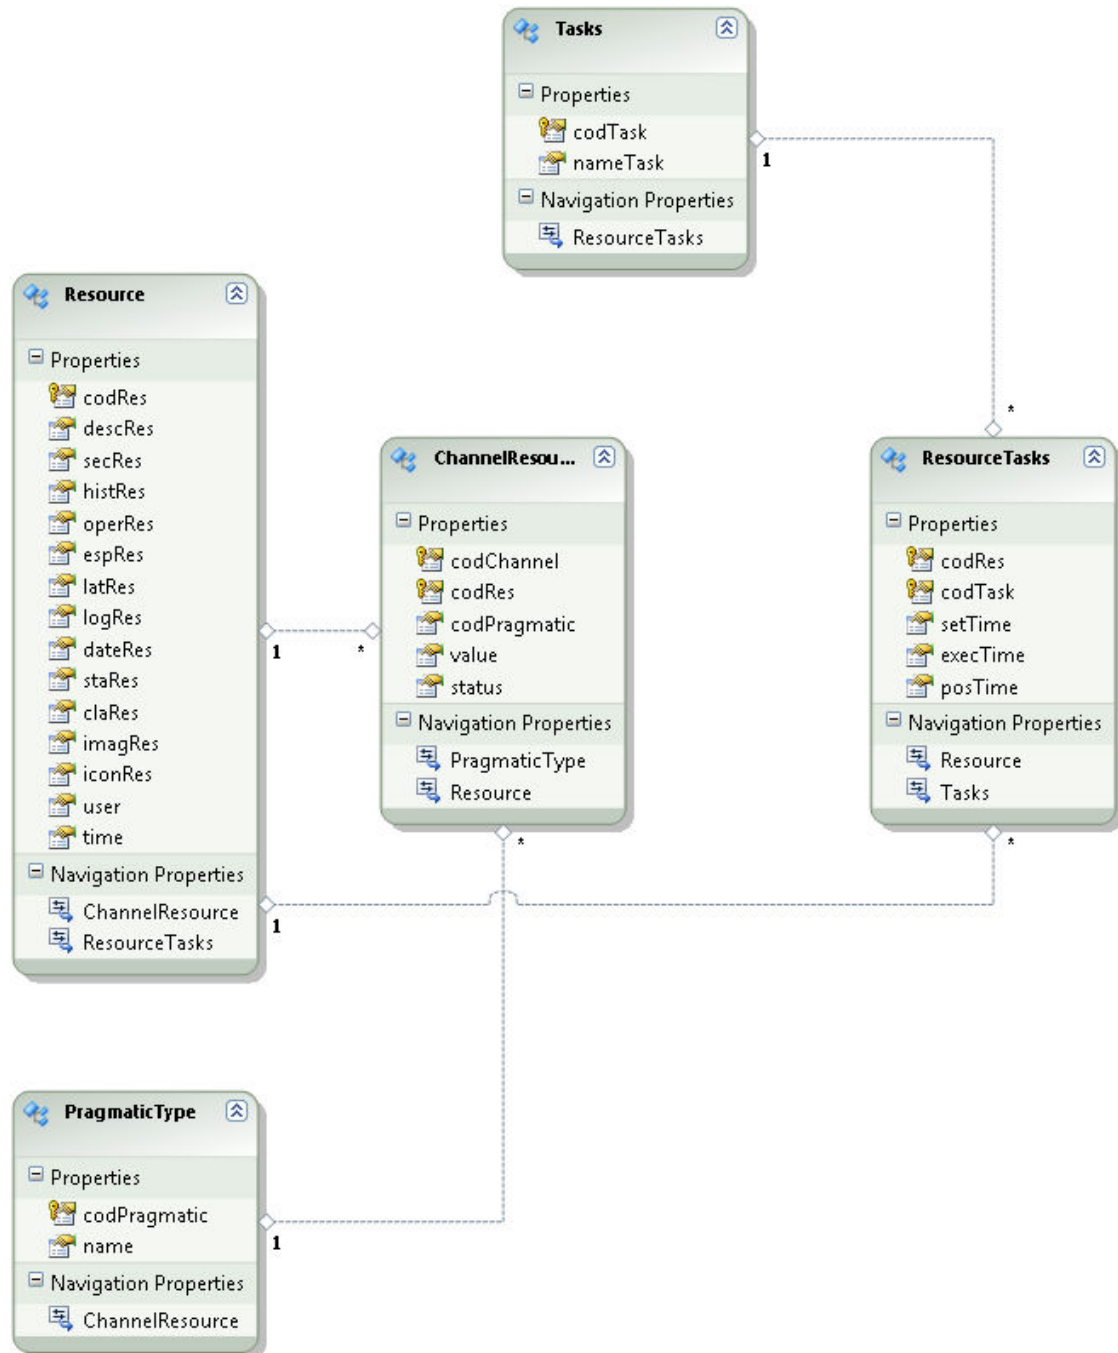 Tasks
Properties
codTask
nameTask
Navigation Properties
ResourceTasks
1
*
Resource
Properties
codRes
descRes
secRes
histRes
operRes
espRes
latRes
logRes
dateRes
staRes
claRes
imagRes
iconRes
user
time
Navigation Properties
ChannelResource
ResourceTasks
1
*
1
ChannelResou...
Properties
codChannel
codRes
codPragmatic
value
status
Navigation Properties
PragmaticType
Resource
*
ResourceTasks
Properties
codRes
codTask
setTime
execTime
posTime
Navigation Properties
Resource
Tasks
*
PragmaticType
Properties
codPragmatic
name
Navigation Properties
ChannelResource
1